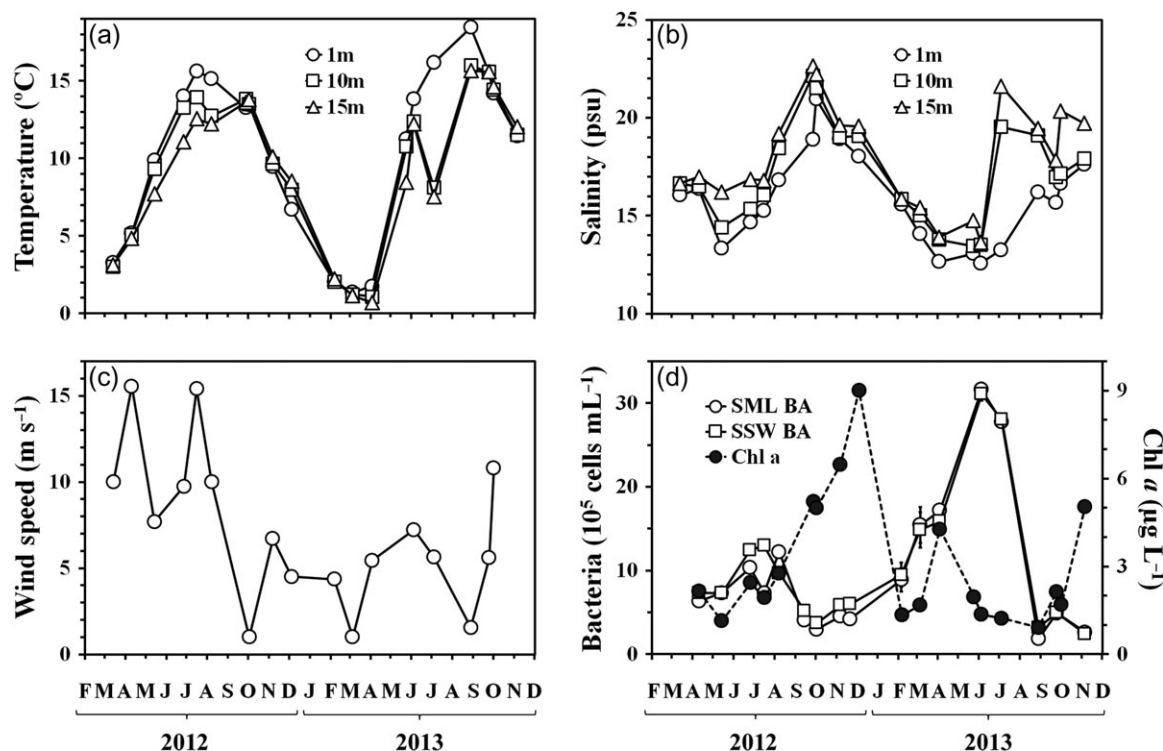 (a)
1m
10m
15m
Temperature (°C)
15
10
5
0
(b)
1m
10m
15m
Salinity (psu)
25
20
15
10
(c)
Wind speed (m s⁻¹)
15
10
5
0
F M A M J J A S O N D J F M A M J J A S O N D
2012 2013
(d)
SML BA
SSW BA
Chl a
Bacteria (10⁵ cells mL⁻¹)
30
20
10
0
9
6
3
0
Chl a (µg L⁻¹)
F M A M J J A S O N D J F M A M J J A S O N D
2012 2013